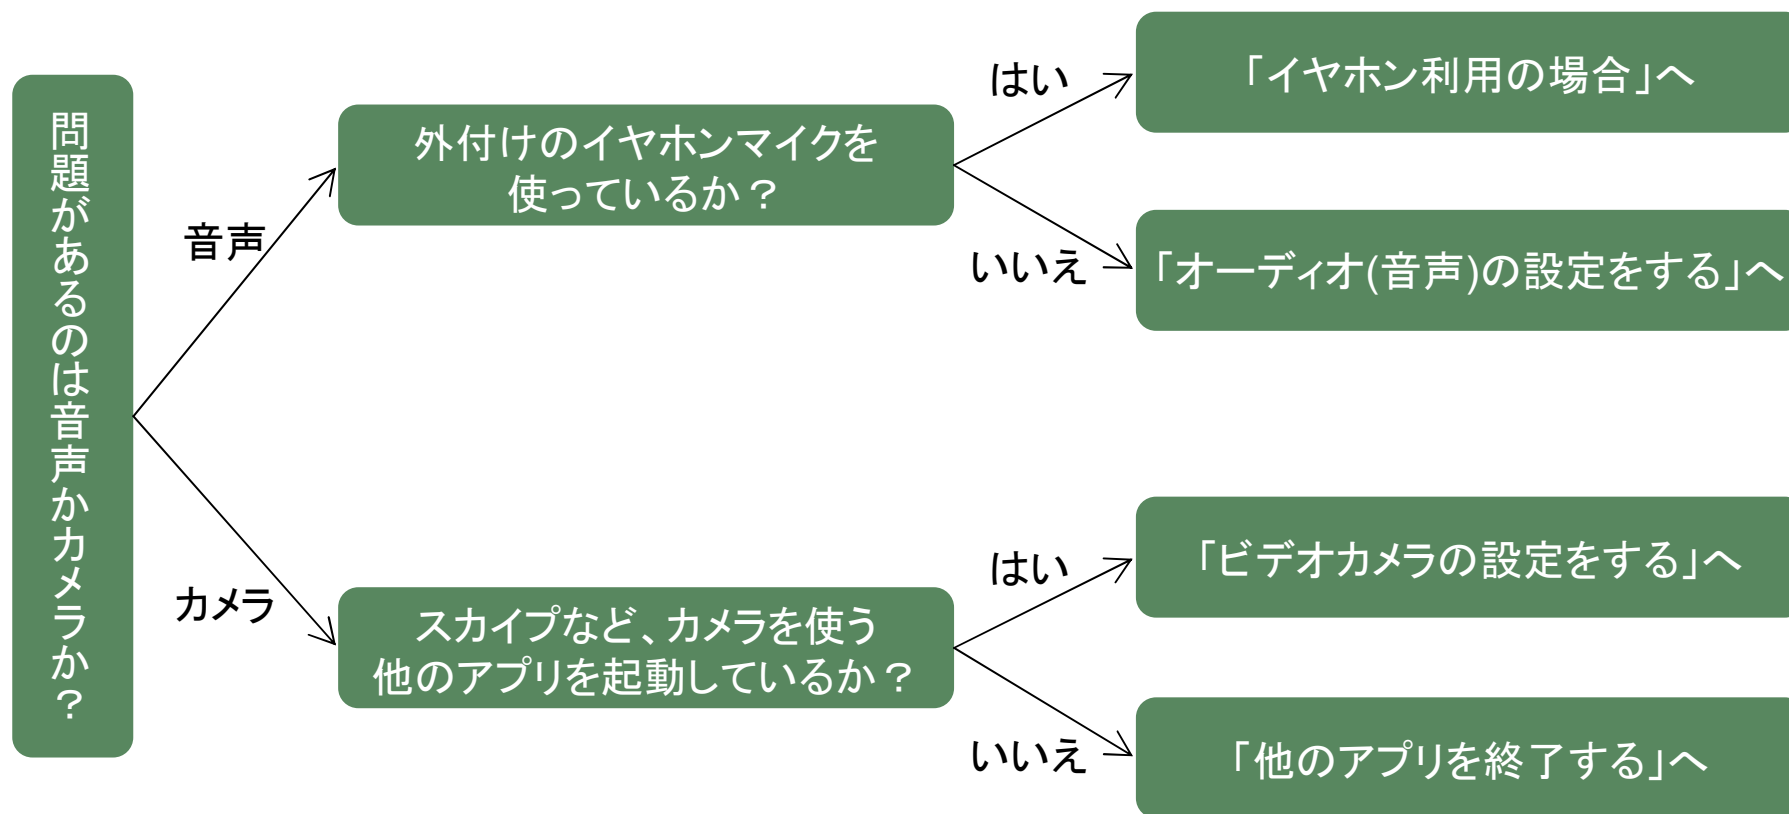 問題があるのは音声かカメラか？
音声
カメラ
外付けのイヤホンマイクを
使っているか？
はい
いいえ
「イヤホン利用の場合」へ
「オーディオ(音声)の設定をする」へ
スカイプなど、カメラを使う
他のアプリを起動しているか？
はい
いいえ
「ビデオカメラの設定をする」へ
「他のアプリを終了する」へ